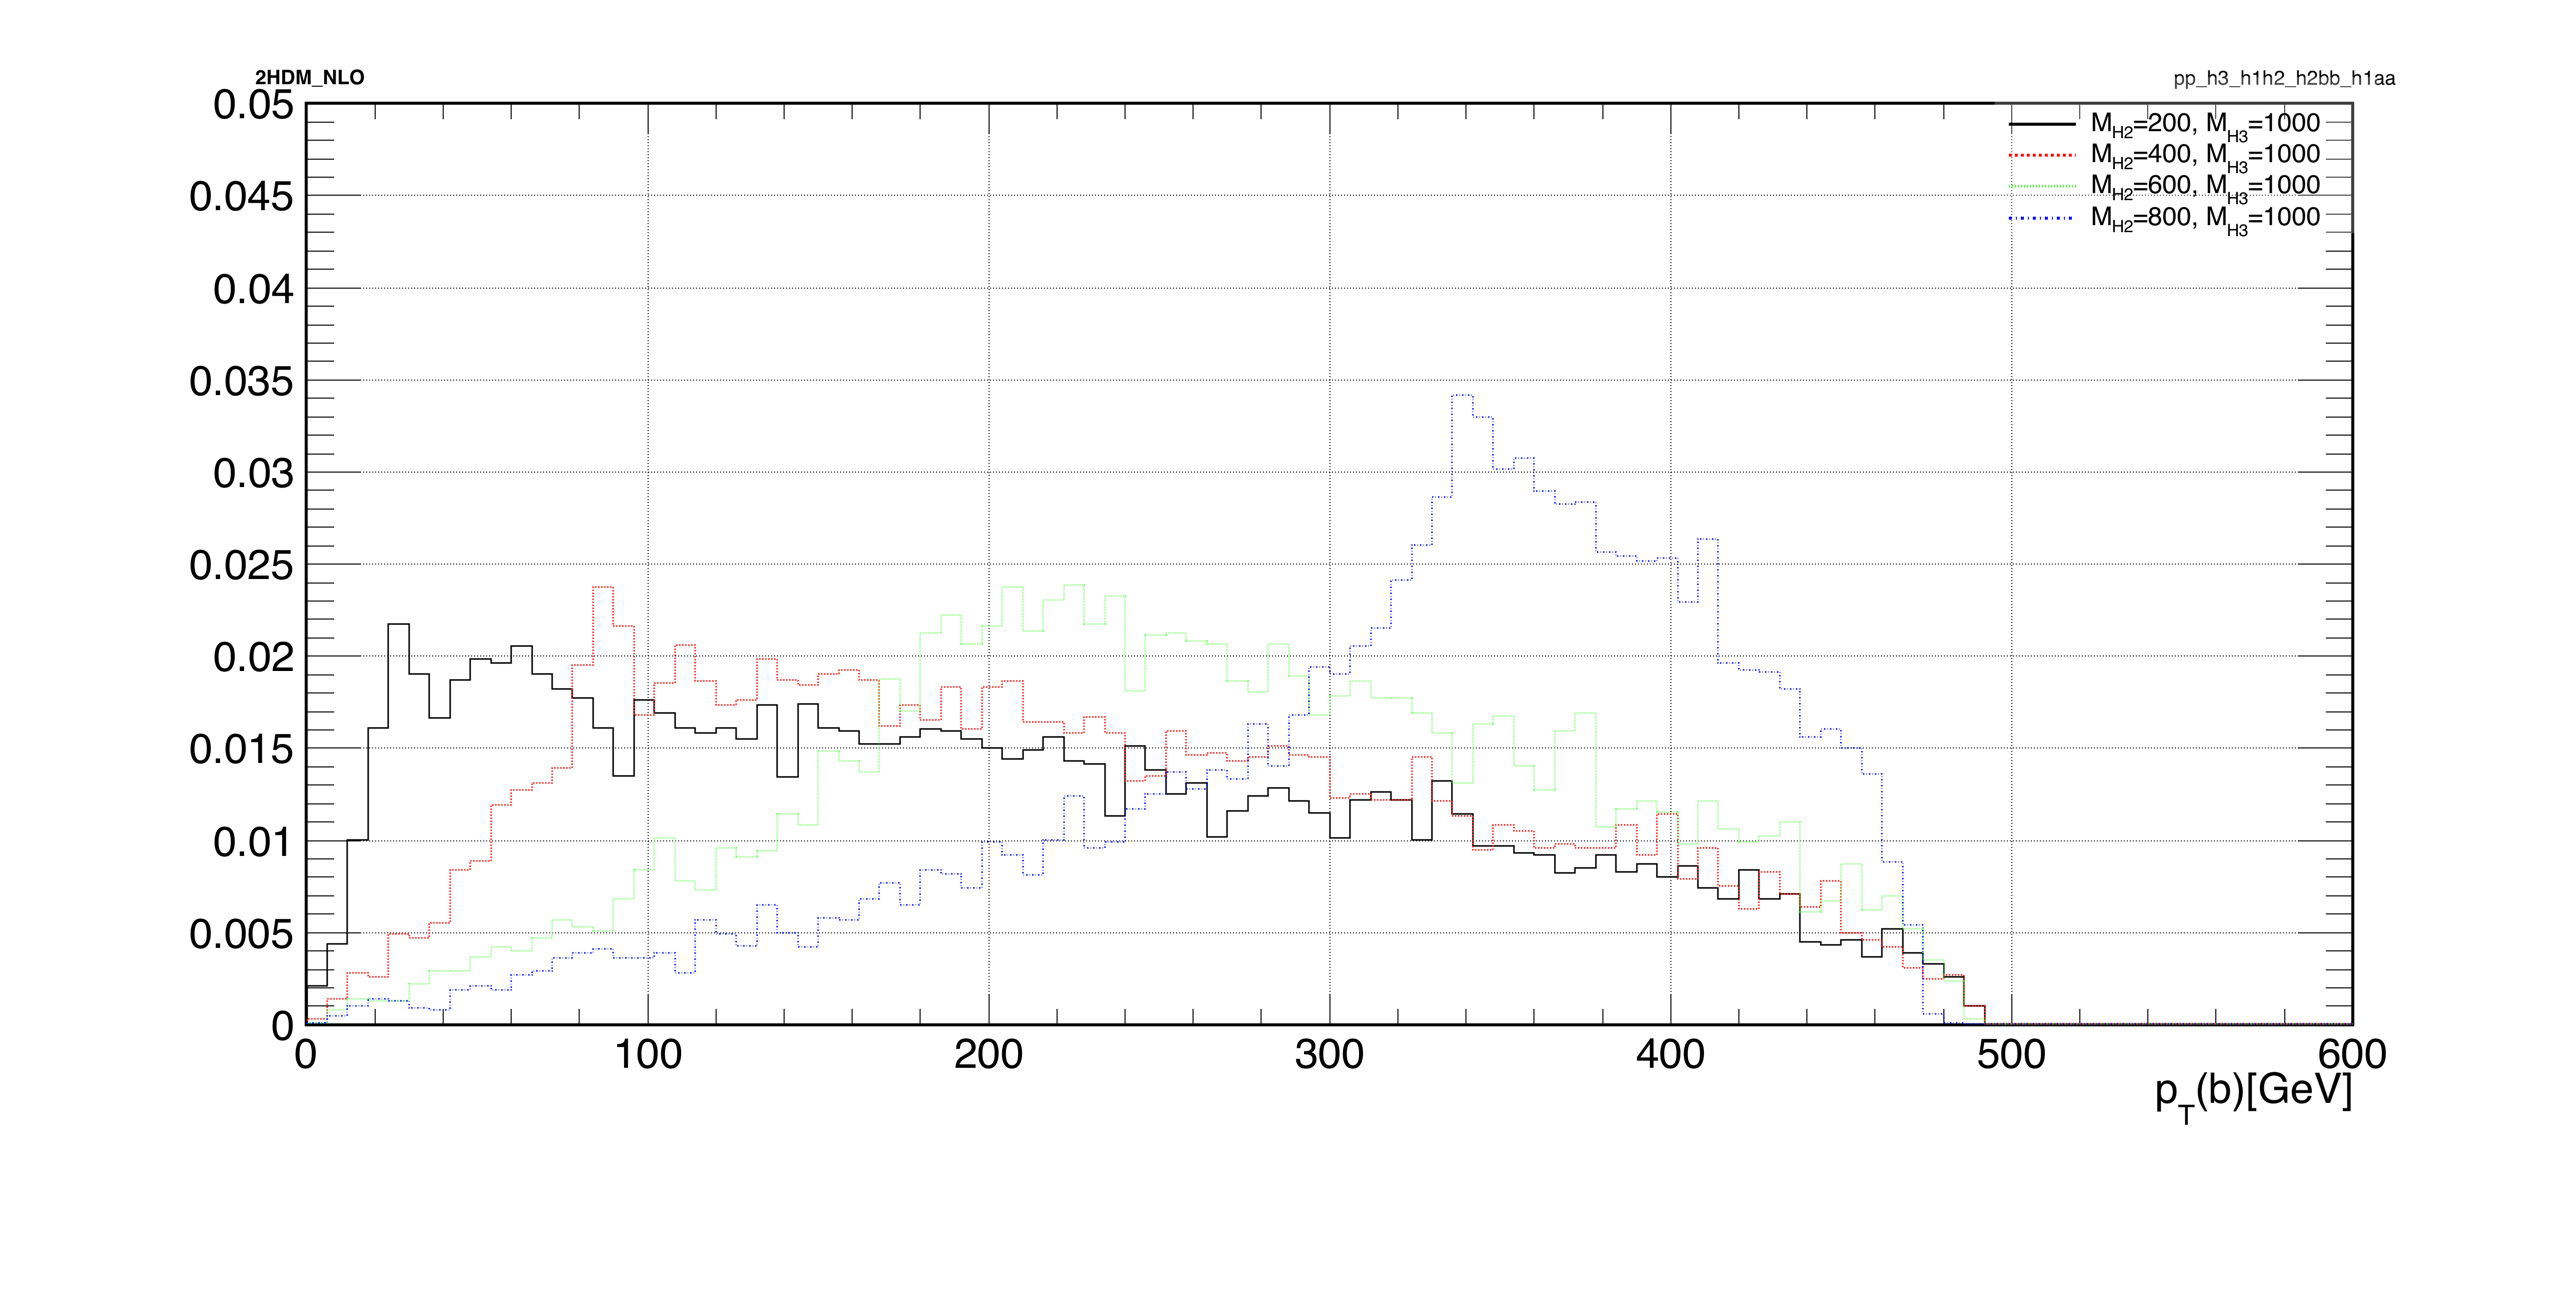 2HDM_NLO
pp_h3_h1h2_h2bb_h1aa
0.05
0.045
0.04
0.035
0.03
0.025
0.02
0.015
0.01
0.005
0
M_H2=200, M_H3=1000
M_H2=400, M_H3=1000
M_H2=600, M_H3=1000
M_H2=800, M_H3=1000
0 100 200 300 400 500 600
p_T(b)[GeV]